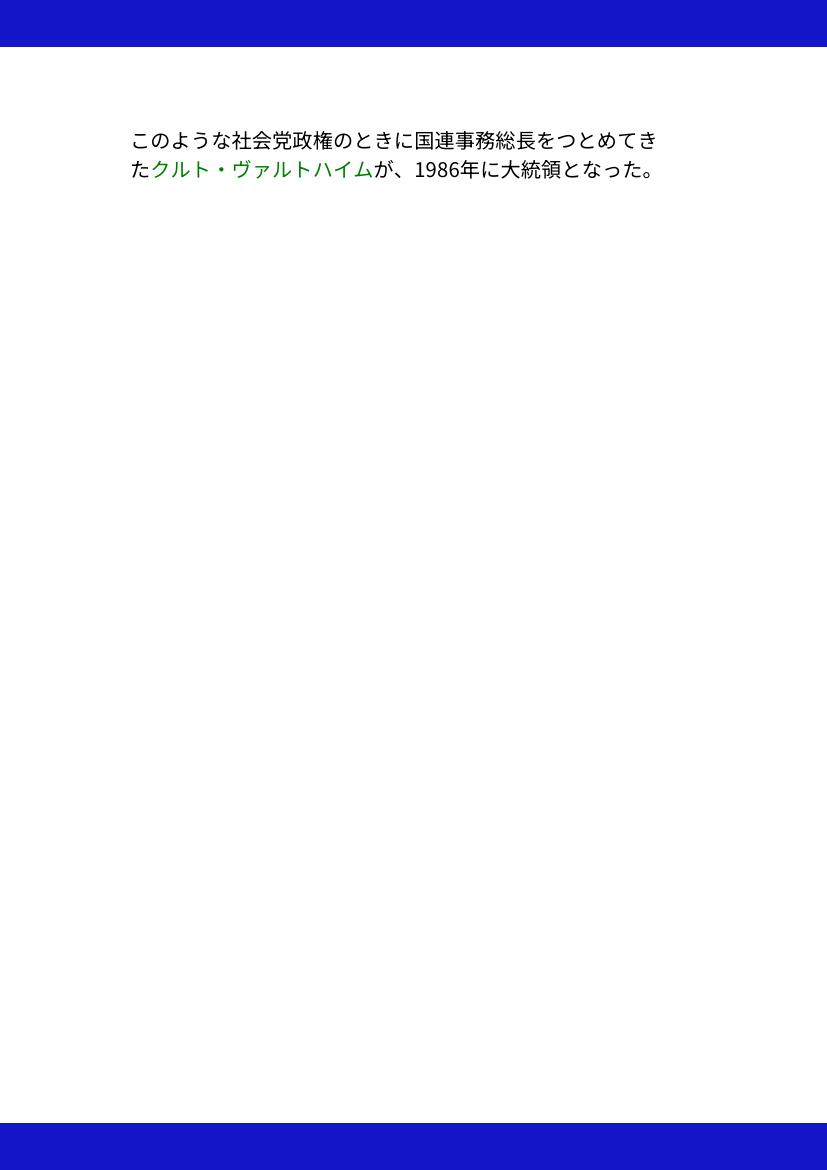 このような社会党政権のときに国連事務総長をつとめてき
たクルト・ヴァルトハイムが、1986年に大統領となった。